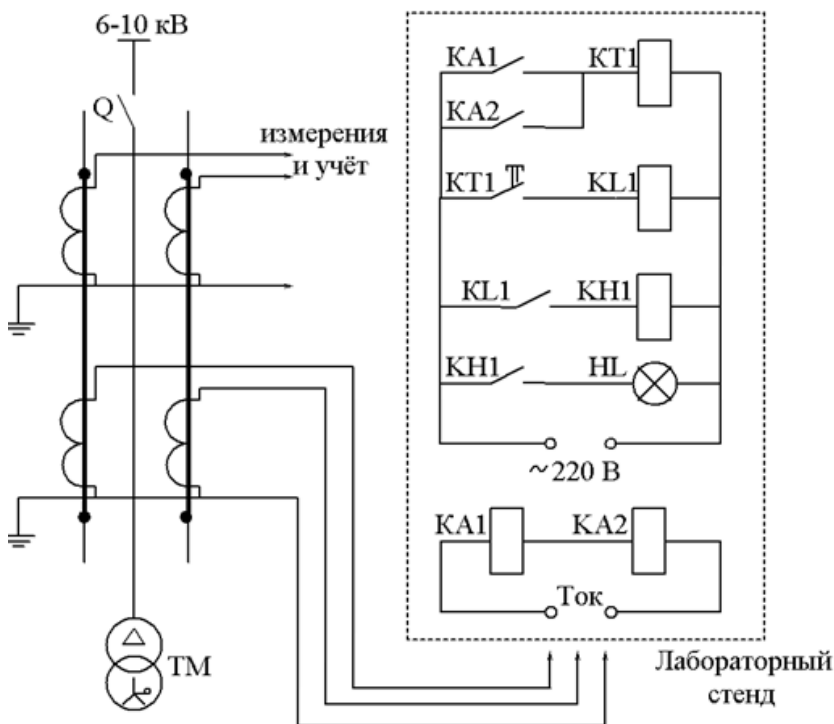 6-10 кВ
Q
измерения
и учёт
TM
KA1
KT1
KA2
KT1
KL1
KL1
KH1
KH1
HL
~220 В
KA1
KA2
Ток
Лабораторный
стенд